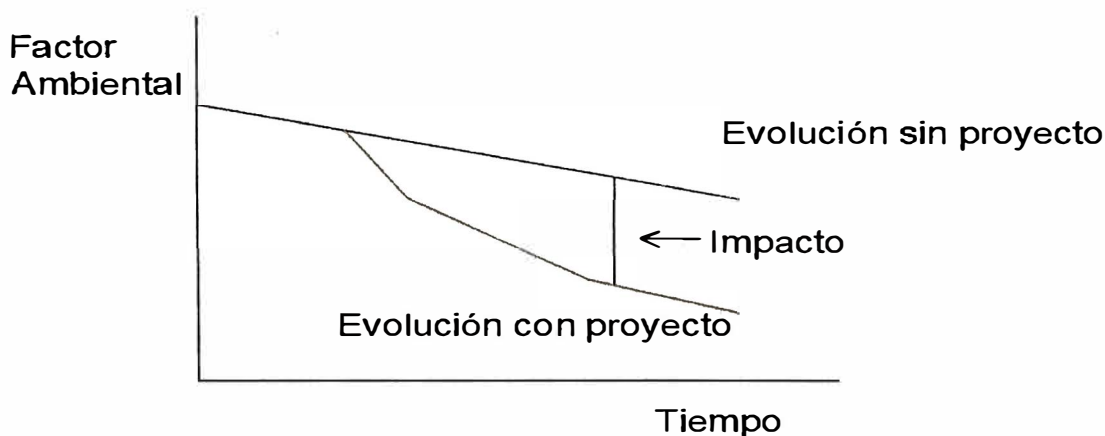 Factor
Ambiental
Evolución sin proyecto
Impacto
Evolución con proyecto
Tiempo